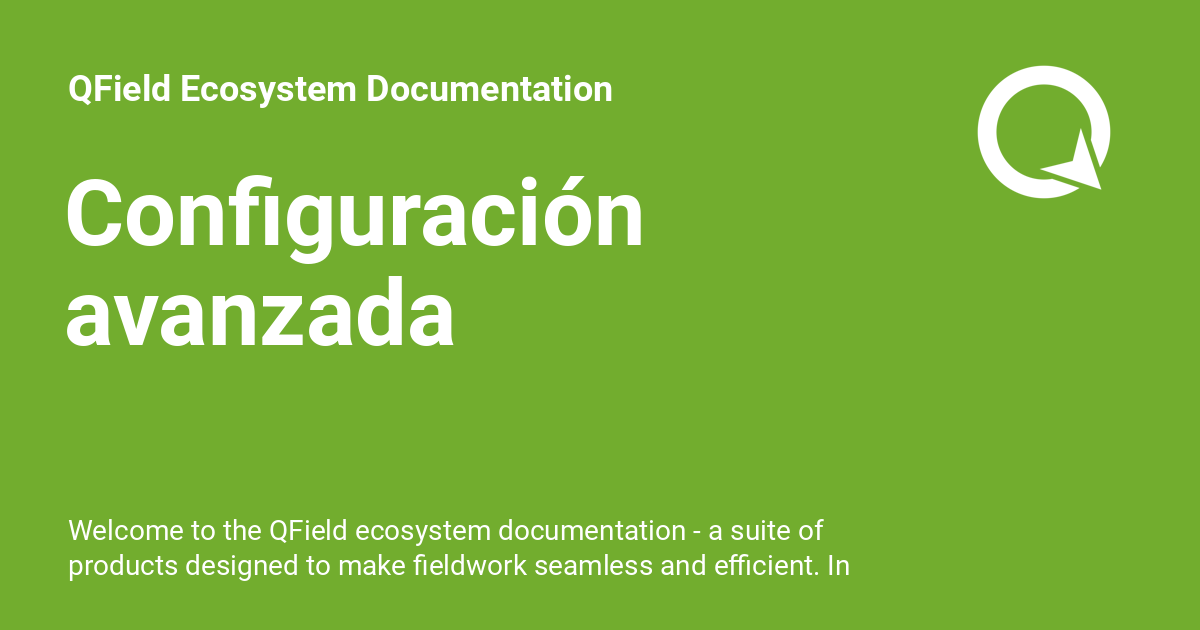 QField Ecosystem Documentation
Configuración
avanzada
Welcome to the QField ecosystem documentation - a suite of
products designed to make fieldwork seamless and efficient. In